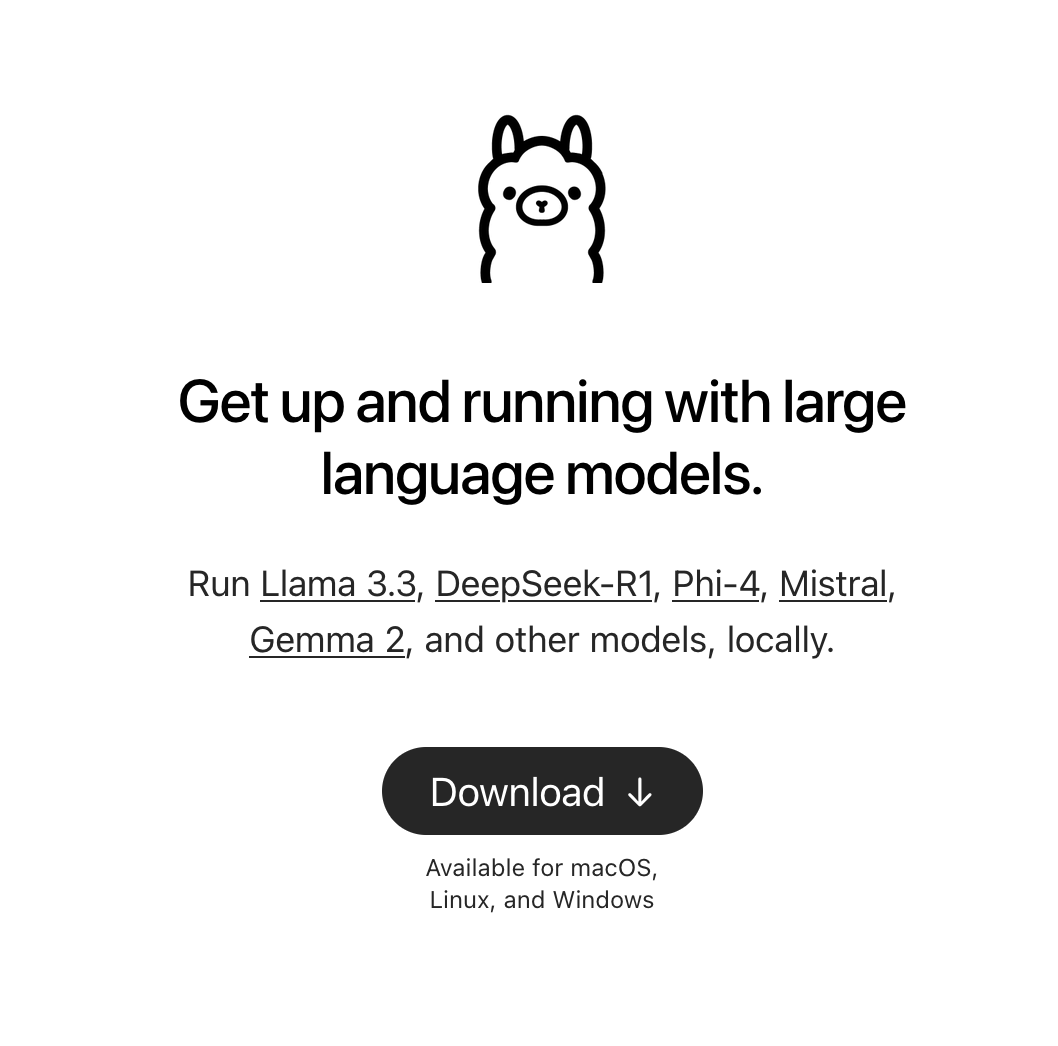 Get up and running with large
language models.
Run Llama 3.3, DeepSeek-R1, Phi-4, Mistral,
Gemma 2, and other models, locally.
Download ↓
Available for macOS,
Linux, and Windows